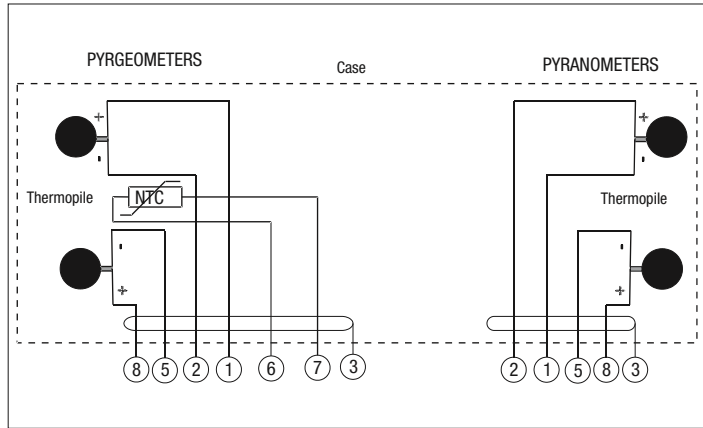 PYRGEOMETERS
Case
PYRANOMETERS
+
-
+
-
Thermopile
NTC
Thermopile
-
+
-
+
8 5 2 1 6 7 3
2 1 5 8 3